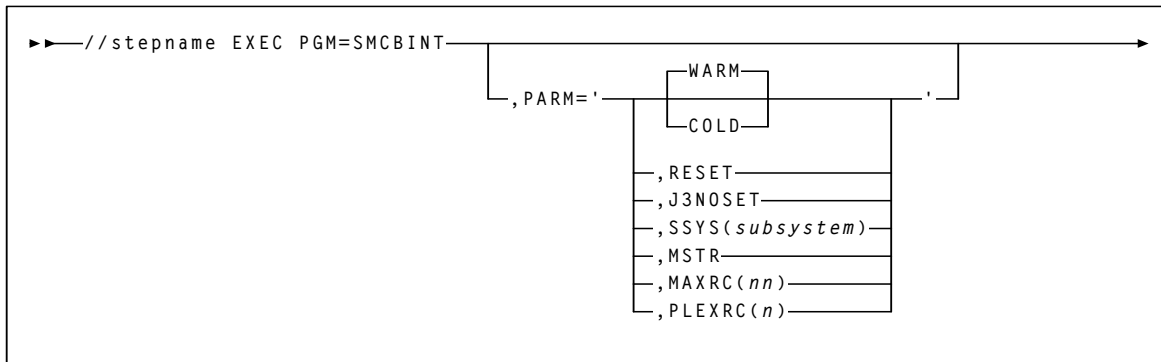 //stepname EXEC PGM=SMCBINT
WARM
,PARM=' '
COLD
,RESET
,J3NOSET
,SSYS(subsystem)
,MSTR
,MAXRC(nn)
,PLEXRC(n)